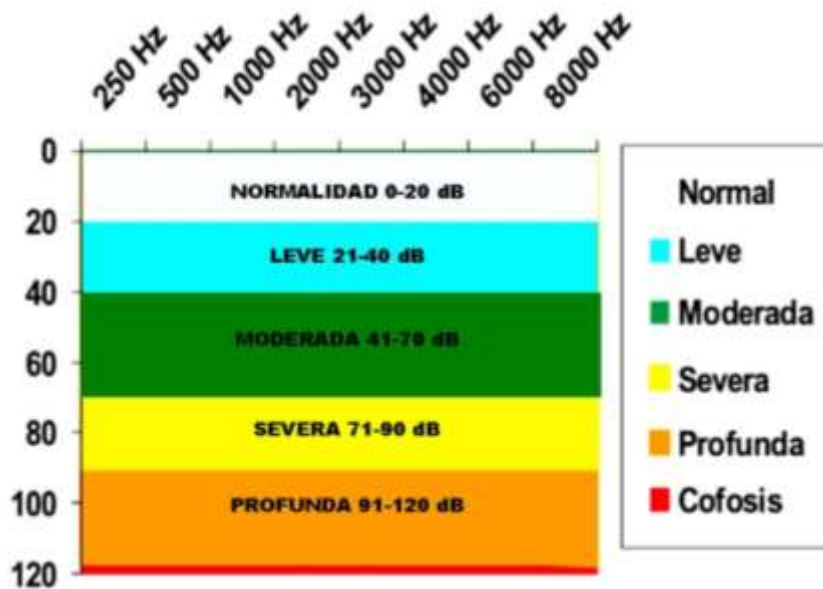 250 Hz
500 Hz
1000 Hz
2000 Hz
3000 Hz
4000 Hz
6000 Hz
8000 Hz
0
20
40
60
80
100
120
NORMALIDAD 0-20 dB
LEVE 21-40 dB
MODERADA 41-70 dB
SEVERA 71-90 dB
PROFUNDA 91-120 dB
Normal
Leve
Moderada
Severa
Profunda
Cofosis